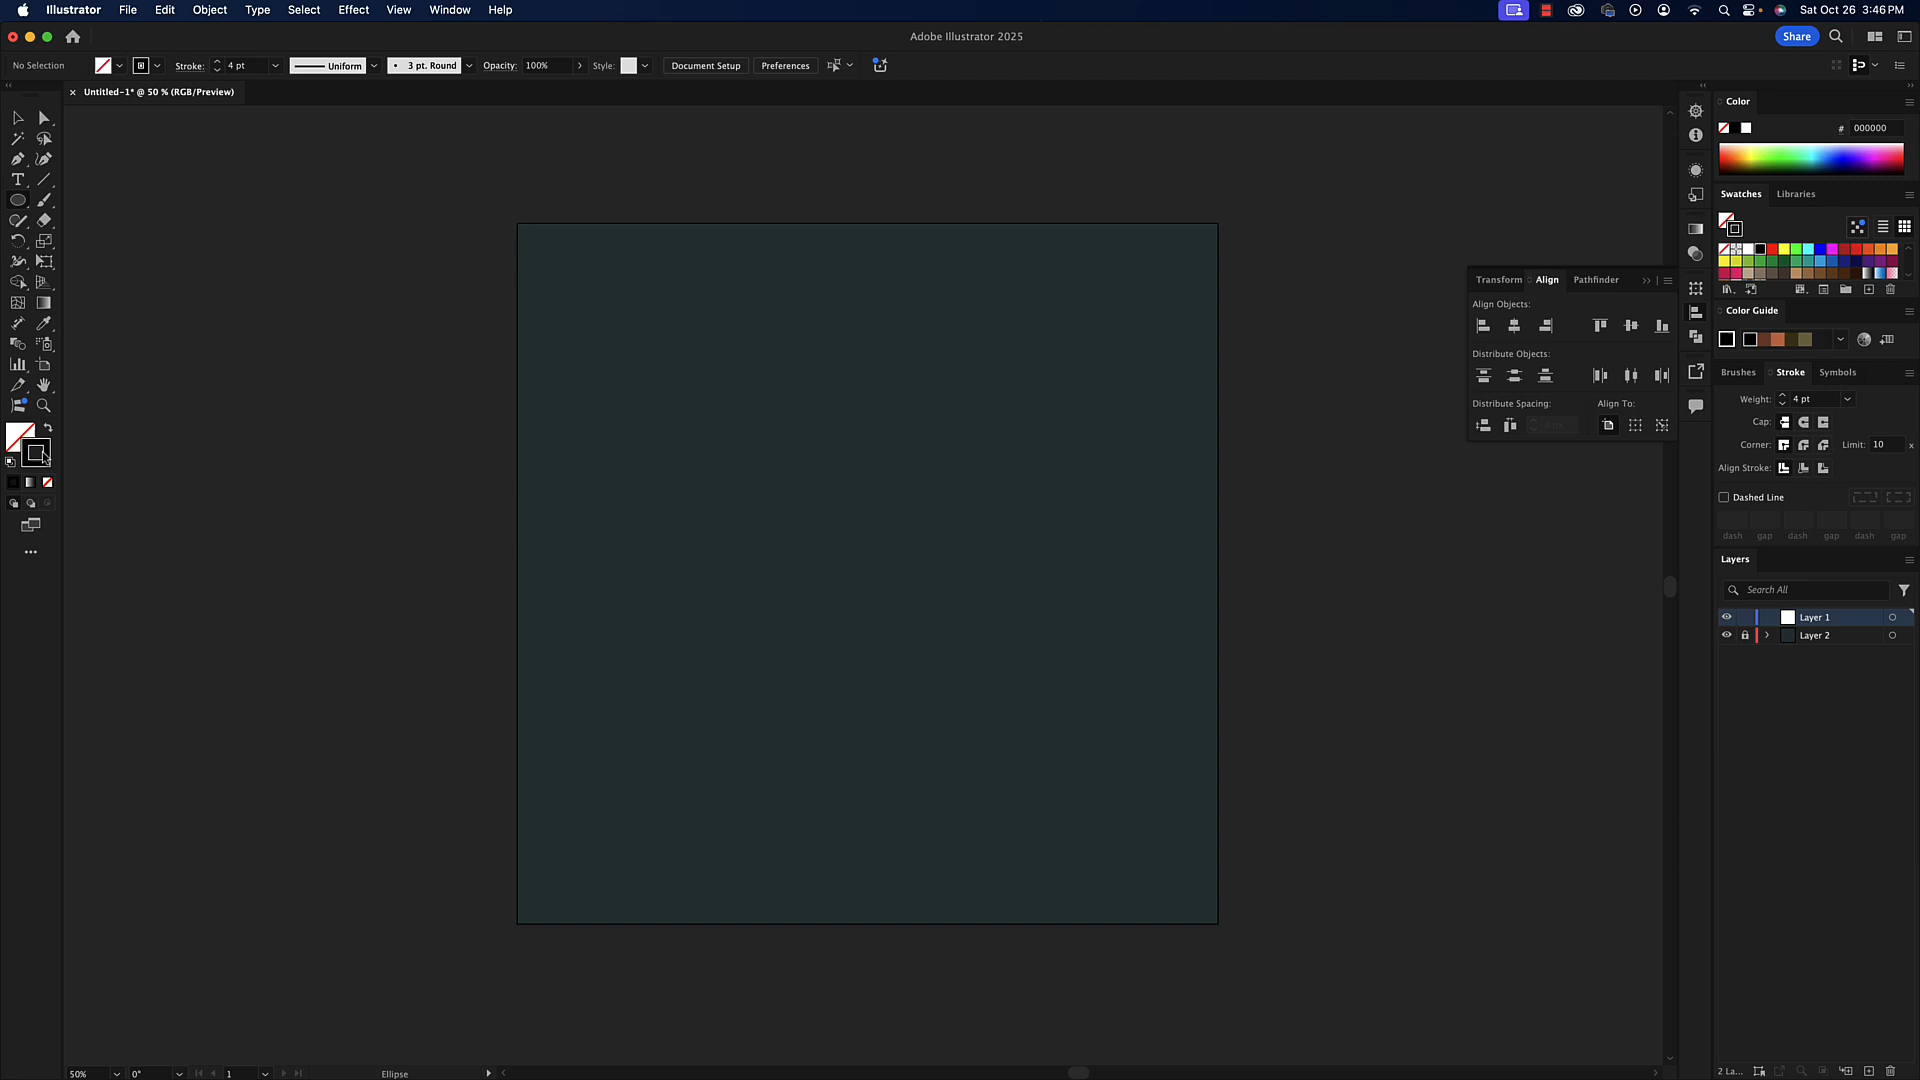 Illustrator File Edit Object Type Select Effect View Window Help
Sat Oct 26 3:46 PM
Adobe Illustrator 2025
Share
No Selection
Stroke: 4 pt
Uniform
3 pt. Round
Opacity: 100%
Style:
Document Setup
Preferences
Untitled-1* @ 50 % (RGB/Preview)
Color
# 000000
Swatches Libraries
Transform Align Pathfinder
Align Objects:
Distribute Objects:
Distribute Spacing: Align To:
Color Guide
Brushes Stroke Symbols
Weight: 4 pt
Cap:
Corner: Limit: 10 x
Align Stroke:
Dashed Line
dash gap dash gap dash gap
Layers
Search All
Layer 1
Layer 2
50% 0° 1 Ellipse
2 La...